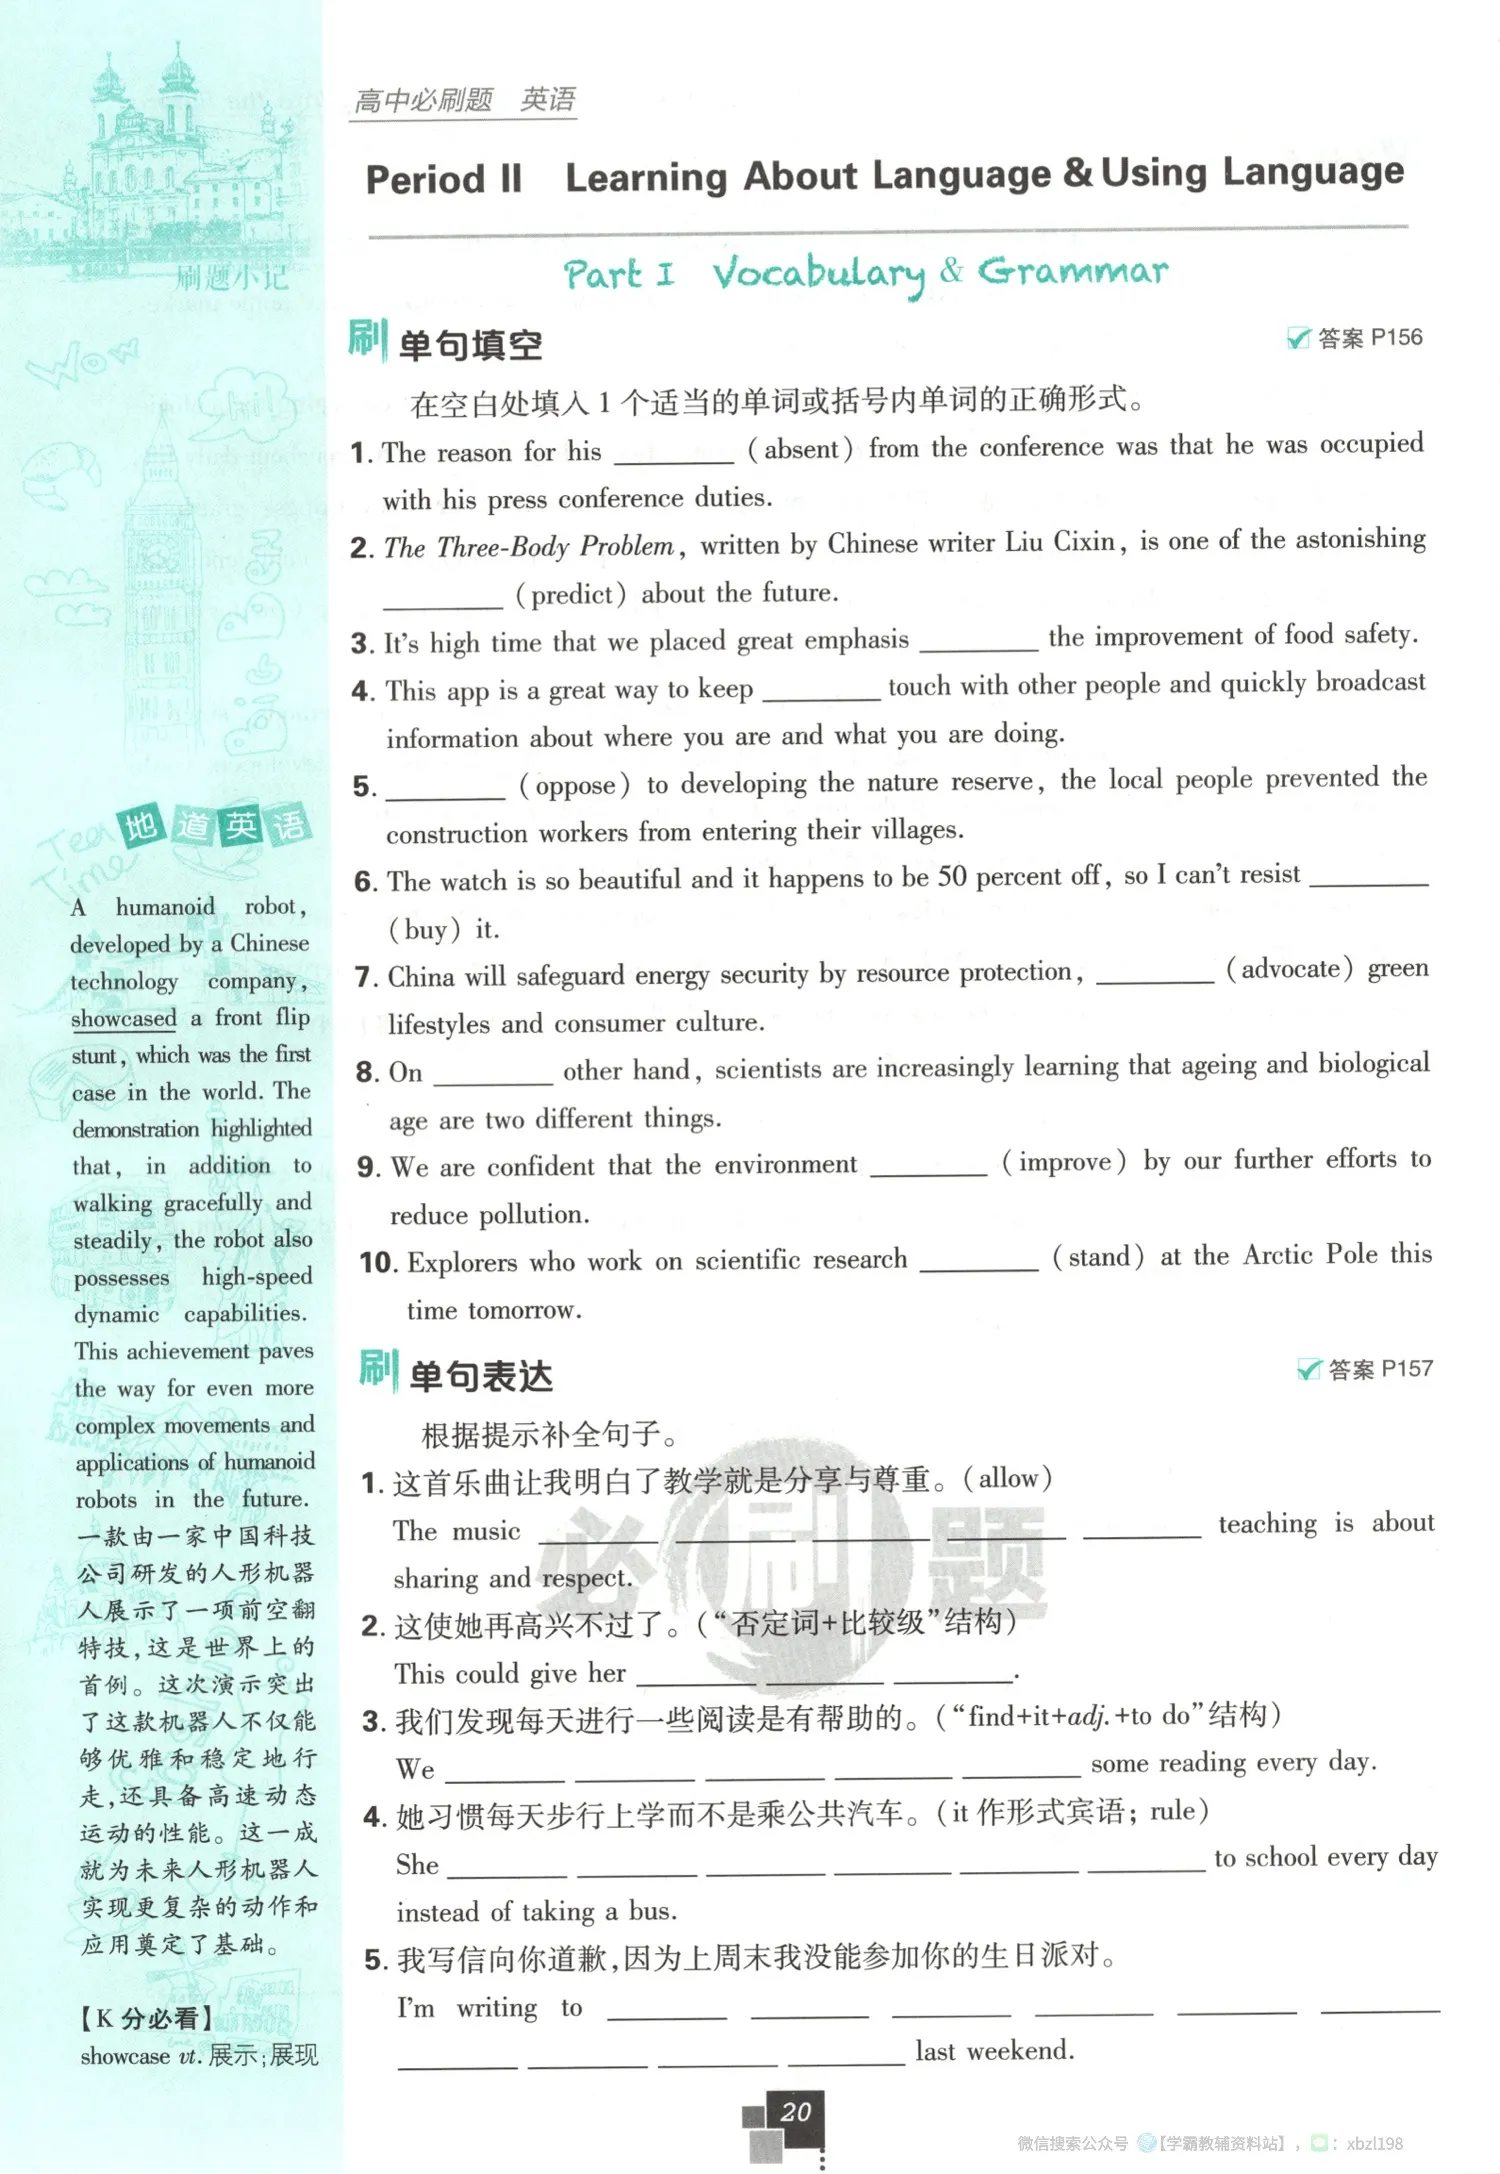 高中必刷题 英语
Period II Learning About Language & Using Language
Part I Vocabulary & Grammar
刷题小记
刷 单句填空
答案 P156
在空白处填入 1 个适当的单词或括号内单词的正确形式。
1. The reason for his ________ (absent) from the conference was that he was occupied
with his press conference duties.
2. The Three-Body Problem, written by Chinese writer Liu Cixin, is one of the astonishing
________ (predict) about the future.
3. It's high time that we placed great emphasis ________ the improvement of food safety.
4. This app is a great way to keep ________ touch with other people and quickly broadcast
information about where you are and what you are doing.
5. ________ (oppose) to developing the nature reserve, the local people prevented the
construction workers from entering their villages.
6. The watch is so beautiful and it happens to be 50 percent off, so I can't resist ________
(buy) it.
7. China will safeguard energy security by resource protection, ________ (advocate) green
lifestyles and consumer culture.
8. On ________ other hand, scientists are increasingly learning that ageing and biological
age are two different things.
9. We are confident that the environment ________ (improve) by our further efforts to
reduce pollution.
10. Explorers who work on scientific research ________ (stand) at the Arctic Pole this
time tomorrow.
刷 单句表达
答案 P157
根据提示补全句子。
1. 这首乐曲让我明白了教学就是分享与尊重。(allow)
The music ________ ________ ________ ________ ________ teaching is about
sharing and respect.
2. 这使她再高兴不过了。(“否定词+比较级”结构)
This could give her ________ ________ ________.
3. 我们发现每天进行一些阅读是有帮助的。(“find+it+adj.+to do”结构)
We ________ ________ ________ ________ ________ some reading every day.
4. 她习惯每天步行上学而不是乘公共汽车。(it 作形式宾语; rule)
She ________ ________ ________ ________ ________ ________ to school every day
instead of taking a bus.
5. 我写信向你道歉,因为上周末我没能参加你的生日派对。
I'm writing to ________ ________ ________ ________ ________ ________
________ ________ ________ ________ last weekend.
必刷题
Wow
Big Ben
Tea Time
地道英语
A humanoid robot,
developed by a Chinese
technology company,
showcased a front flip
stunt, which was the first
case in the world. The
demonstration highlighted
that, in addition to
walking gracefully and
steadily, the robot also
possesses high-speed
dynamic capabilities.
This achievement paves
the way for even more
complex movements and
applications of humanoid
robots in the future.
一款由一家中国科技
公司研发的人形机器
人展示了一项前空翻
特技,这是世界上的
首例。这次演示突出
了这款机器人不仅能
够优雅和稳定地行
走,还具备高速动态
运动的性能。这一成
就为未来人形机器人
实现更复杂的动作和
应用奠定了基础。
【K 分必看】
showcase vt. 展示;展现
20
微信搜索公众号 【学霸教辅资料站】, : xbzl198